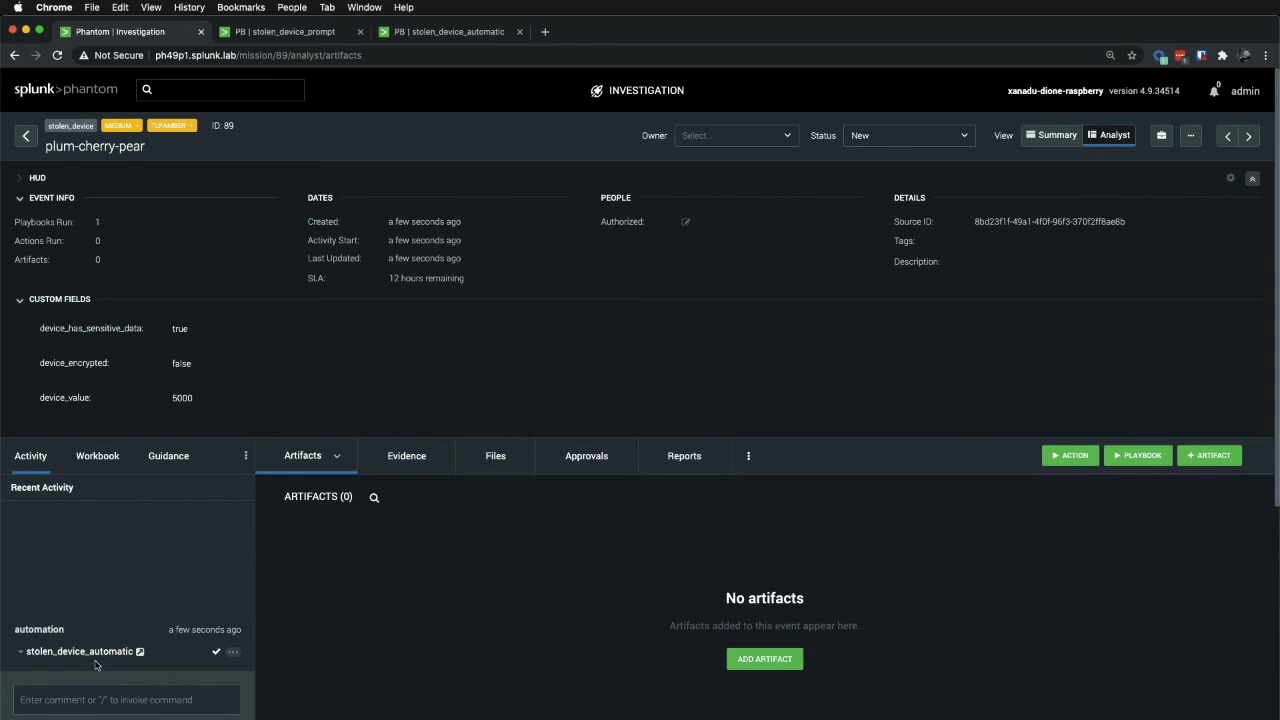 Chrome File Edit View History Bookmarks People Tab Window Help
Phantom | Investigation
PB | stolen_device_prompt
PB | stolen_device_automatic
Not Secure ph49p1.splunk.lab/mission/89/analyst/artifacts
splunk>phantom
INVESTIGATION
xanadu-dione-raspberry version 4.9.34514
0
admin
stolen_device MEDIUM TLP:AMBER ID: 89
plum-cherry-pear
Owner Select... Status New View Summary Analyst
HUD
EVENT INFO
Playbooks Run: 1
Actions Run: 0
Artifacts: 0
DATES
Created: a few seconds ago
Activity Start: a few seconds ago
Last Updated: a few seconds ago
SLA: 12 hours remaining
PEOPLE
Authorized:
DETAILS
Source ID: 8bd23f1f-49a1-4f0f-96f3-370f2ff8ae8b
Tags:
Description:
CUSTOM FIELDS
device_has_sensitive_data: true
device_encrypted: false
device_value: 5000
Activity Workbook Guidance
Artifacts Evidence Files Approvals Reports
ACTION PLAYBOOK + ARTIFACT
Recent Activity
ARTIFACTS (0)
No artifacts
Artifacts added to this event appear here.
ADD ARTIFACT
automation a few seconds ago
stolen_device_automatic
Enter comment or "/" to invoke command